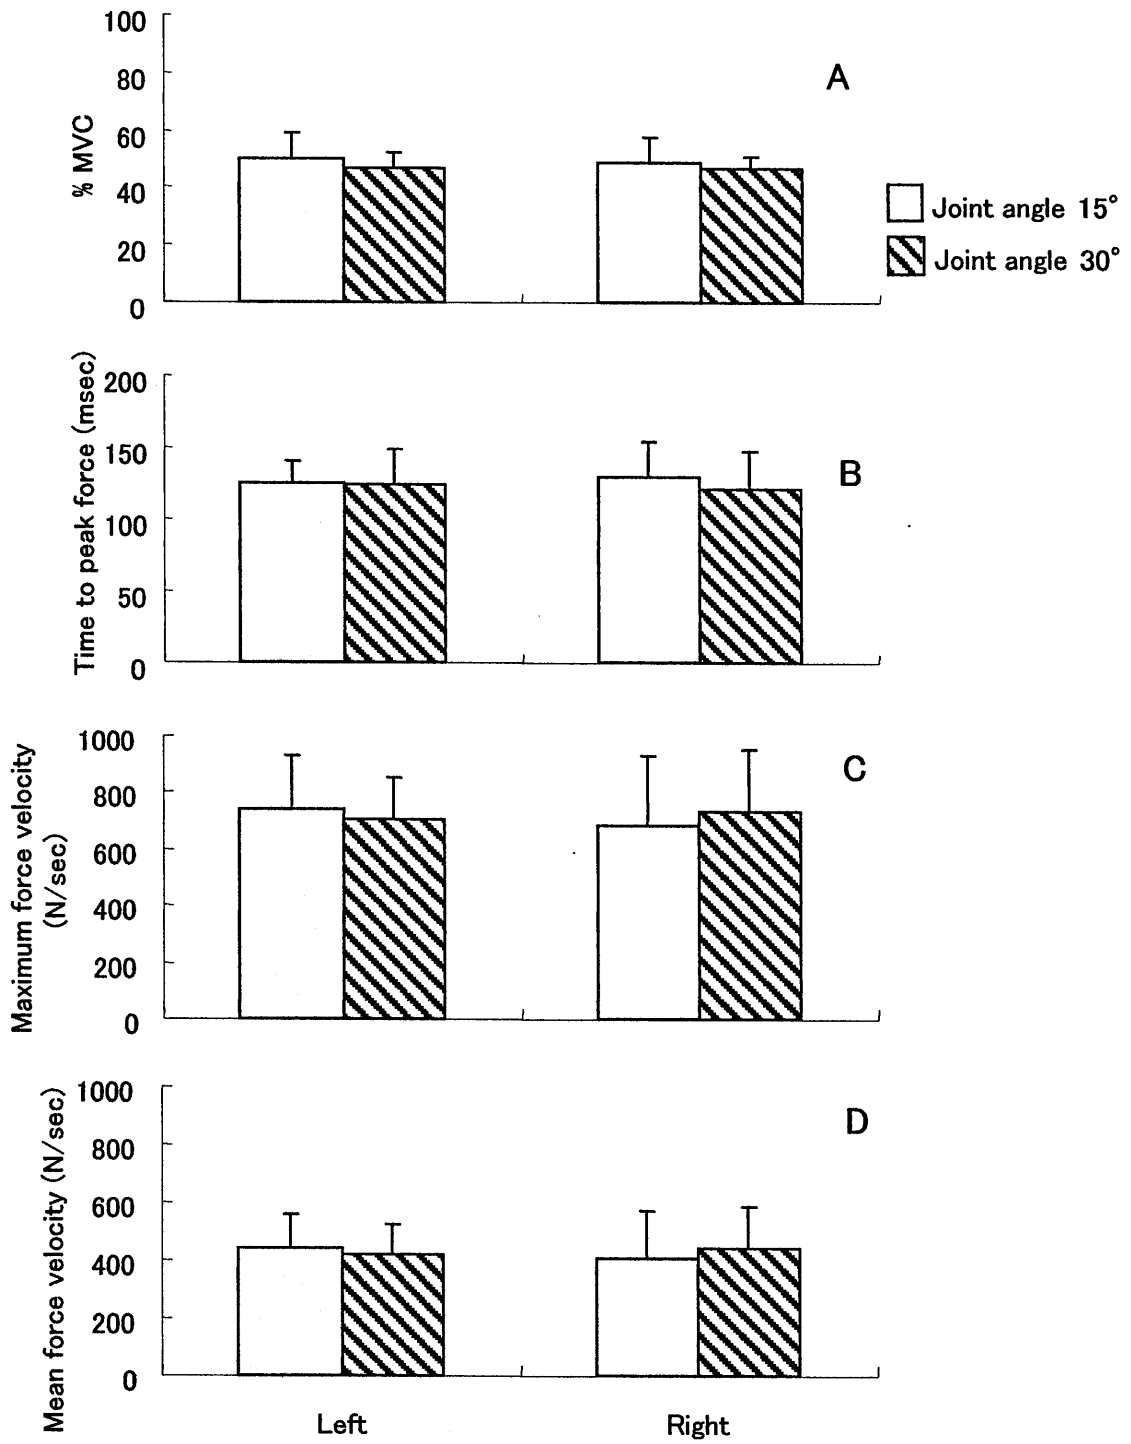 % MVC
100
80
60
40
20
0
A
Joint angle 15°
Joint angle 30°
Time to peak force (msec)
200
150
100
50
0
B
Maximum force velocity
(N/sec)
1000
800
600
400
200
0
C
Mean force velocity (N/sec)
1000
800
600
400
200
0
D
Left
Right